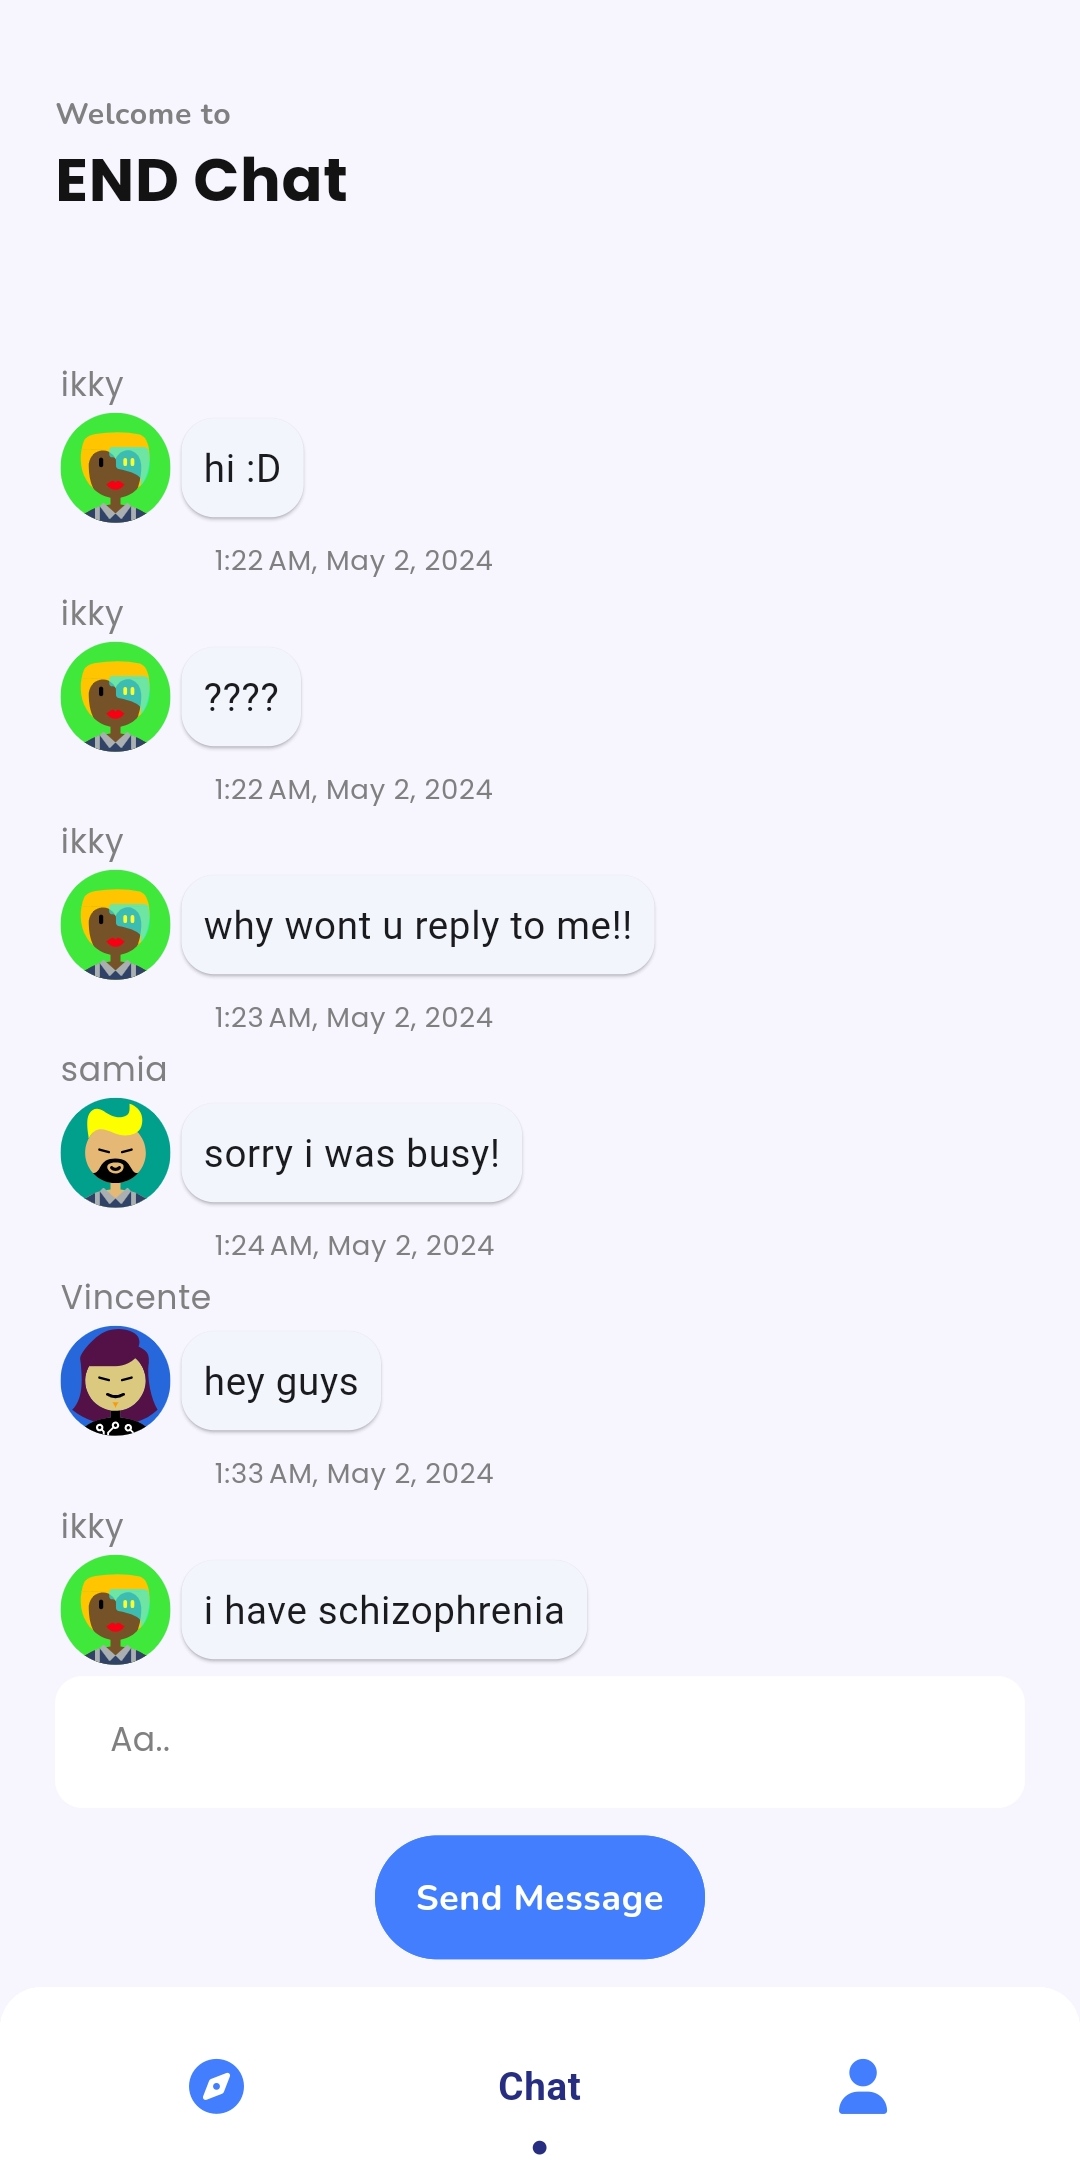 Welcome to
END Chat
ikky
hi :D
1:22 AM, May 2, 2024
ikky
????
1:22 AM, May 2, 2024
ikky
why wont u reply to me!!
1:23 AM, May 2, 2024
samia
sorry i was busy!
1:24 AM, May 2, 2024
Vincente
hey guys
1:33 AM, May 2, 2024
ikky
i have schizophrenia
Aa..
Send Message
Chat